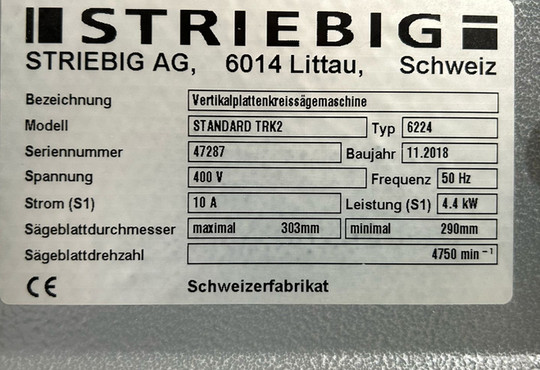 STRIEBIG
STRIEBIG AG, 6014 Littau, Schweiz
Bezeichnung Vertikalplattenkreissägemaschine
Modell STANDARD TRK2 Typ 6224
Seriennummer 47287 Baujahr 11.2018
Spannung 400 V Frequenz 50 Hz
Strom (S1) 10 A Leistung (S1) 4.4 kW
Sägeblattdurchmesser maximal 303mm minimal 290mm
Sägeblattdrehzahl 4750 min⁻¹
CE Schweizerfabrikat